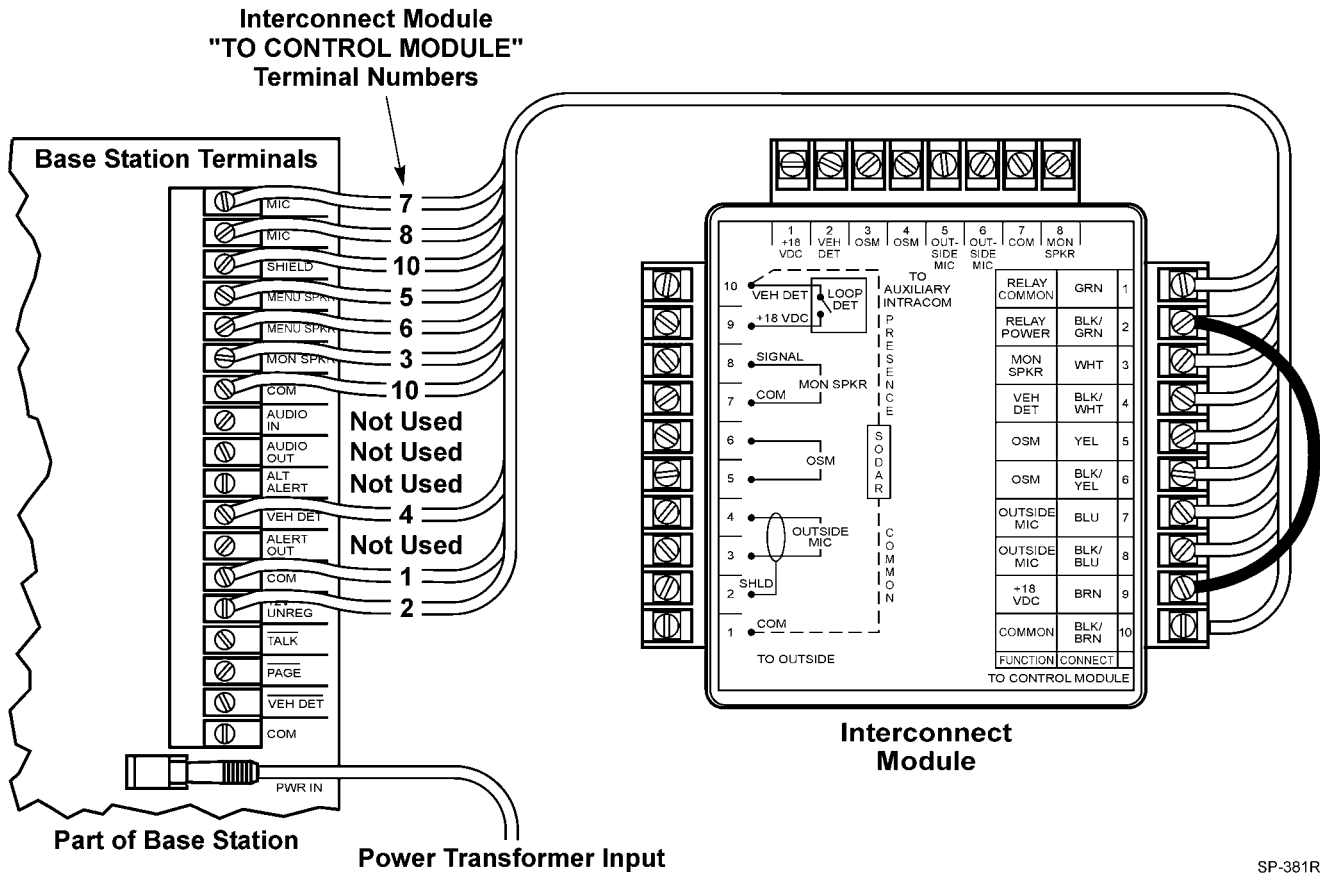 Interconnect Module
"TO CONTROL MODULE"
Terminal Numbers
Base Station Terminals
MIC 7
MIC 8
SHIELD 10
MENU SPKR 5
MENU SPKR 6
MON SPKR 3
COM 10
AUDIO
IN
Not Used
AUDIO
OUT
Not Used
ALT
ALERT
Not Used
VEH DET 4
ALERT
OUT
Not Used
COM 1
+12V
UNREG
2
TALK
PAGE
VEH DET
COM
PWR IN
Part of Base Station
Power Transformer Input
1
+18
VDC
2
VEH
DET
3
OSM
4
OSM
5
OUT-
SIDE
MIC
6
OUT-
SIDE
MIC
7
COM
8
MON
SPKR
TO
AUXILIARY
INTRACOM
10 VEH DET
LOOP
DET
9 +18 VDC
8 SIGNAL
MON SPKR
7 COM
6
OSM
5
4
OUTSIDE
MIC
3
SHLD
2
1 COM
TO OUTSIDE
PRESENCE
SODAR
COMMON
RELAY
COMMON
GRN 1
RELAY
POWER
BLK/
GRN
2
MON
SPKR
WHT 3
VEH
DET
BLK/
WHT
4
OSM YEL 5
OSM BLK/
YEL
6
OUTSIDE
MIC
BLU 7
OUTSIDE
MIC
BLK/
BLU
8
+18
VDC
BRN 9
COMMON BLK/
BRN
10
FUNCTION CONNECT
TO CONTROL MODULE
Interconnect
Module
SP-381R